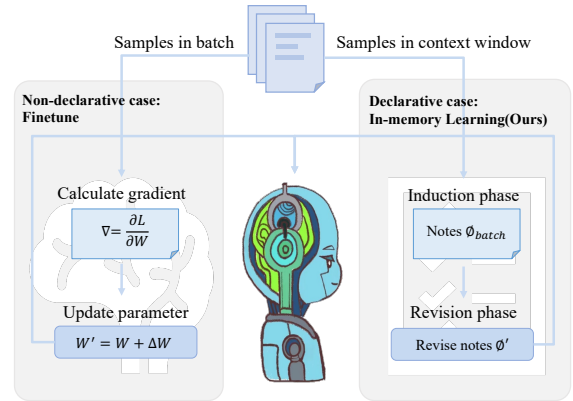 Samples in batch
Samples in context window
Non-declarative case:
Finetune
Calculate gradient
∇= ∂L/∂W
Update parameter
W′ = W + ΔW
Declarative case:
In-memory Learning(Ours)
Induction phase
Notes ∅batch
Revision phase
Revise notes ∅′